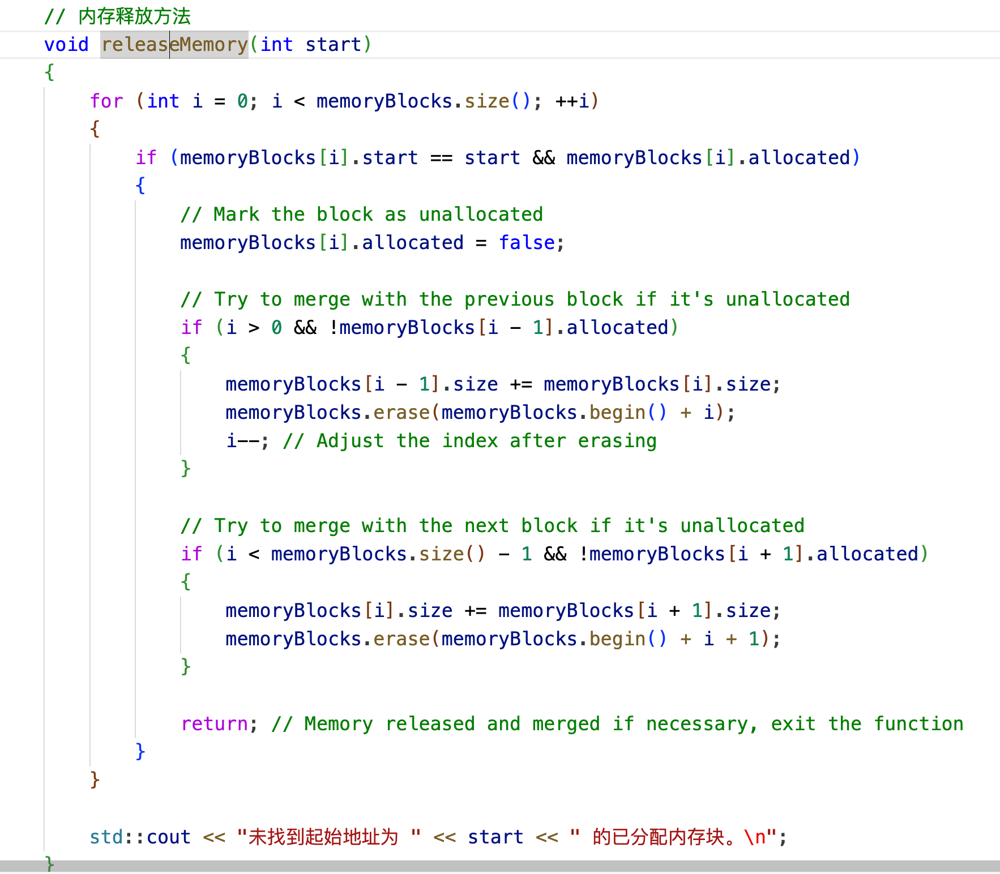 // 内存释放方法
void releaseMemory(int start)
{
for (int i = 0; i < memoryBlocks.size(); ++i)
{
if (memoryBlocks[i].start == start && memoryBlocks[i].allocated)
{
// Mark the block as unallocated
memoryBlocks[i].allocated = false;
// Try to merge with the previous block if it's unallocated
if (i > 0 && !memoryBlocks[i - 1].allocated)
{
memoryBlocks[i - 1].size += memoryBlocks[i].size;
memoryBlocks.erase(memoryBlocks.begin() + i);
i--; // Adjust the index after erasing
}
// Try to merge with the next block if it's unallocated
if (i < memoryBlocks.size() - 1 && !memoryBlocks[i + 1].allocated)
{
memoryBlocks[i].size += memoryBlocks[i + 1].size;
memoryBlocks.erase(memoryBlocks.begin() + i + 1);
}
return; // Memory released and merged if necessary, exit the function
}
}
std::cout << "未找到起始地址为 " << start << " 的已分配内存块。\n";
}